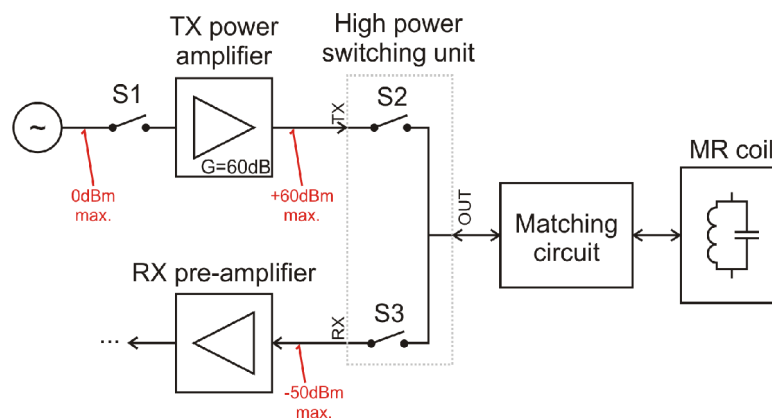 TX power
amplifier
High power
switching unit
S1
S2
TX
~
G=60dB
MR coil
0dBm
max.
+60dBm
max.
OUT
Matching
circuit
RX pre-amplifier
S3
RX
...
-50dBm
max.